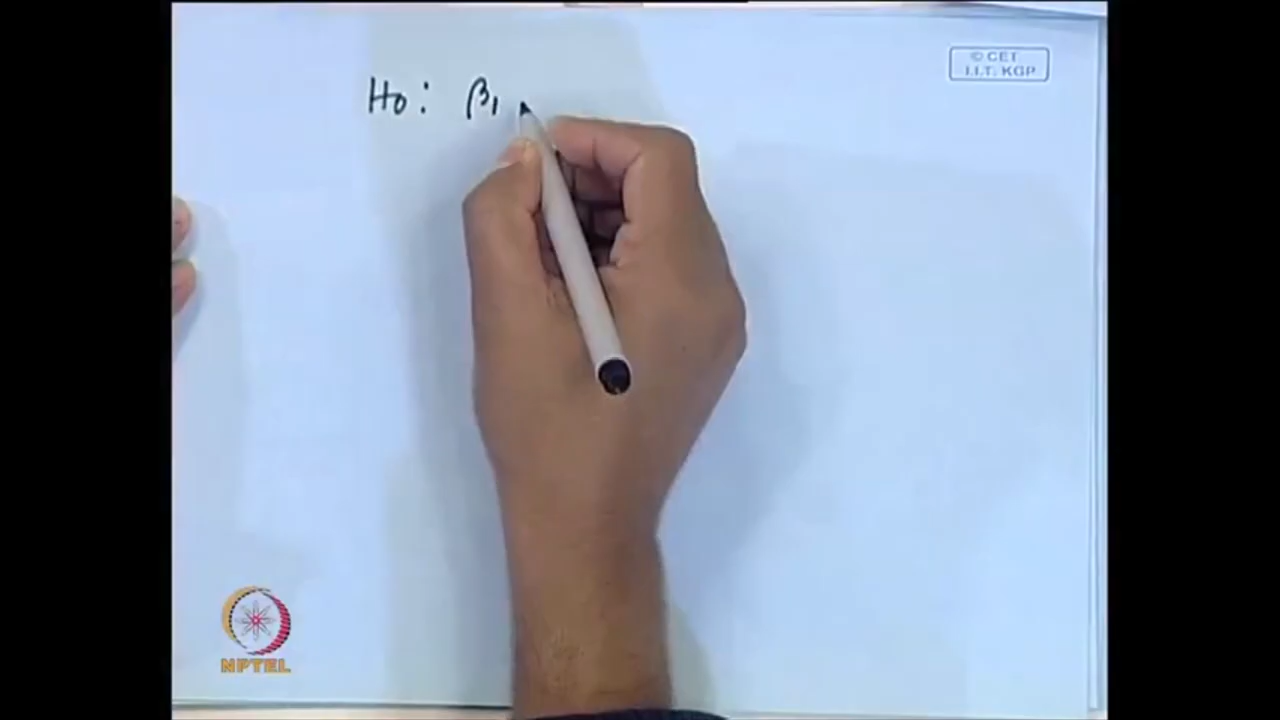 © CET
I.I.T. KGP
H0: β1
NPTEL